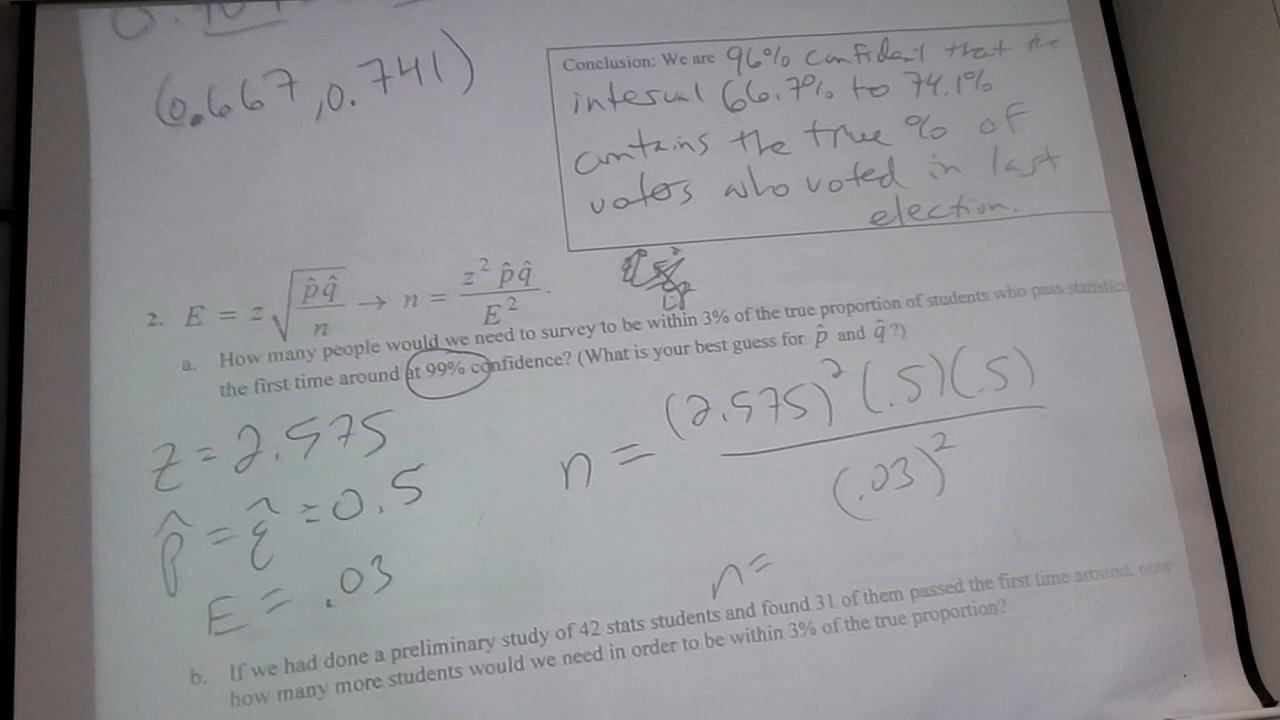 (0.667, 0.741)
Conclusion: We are 96% confident that the
interval 66.7% to 74.1%
contains the true % of
voters who voted in last
election.
2. E = z√(p̂q̂/n) → n = z² p̂q̂ / E².
a. How many people would we need to survey to be within 3% of the true proportion of students who pass statistics
the first time around at 99% confidence? (What is your best guess for p̂ and q̂?)
z = 2.575
p̂ = q̂ = 0.5
E = .03
n = (2.575)² (.5)(.5) / (.03)²
n =
b. If we had done a preliminary study of 42 stats students and found 31 of them passed the first time around,
how many more students would we need in order to be within 3% of the true proportion?